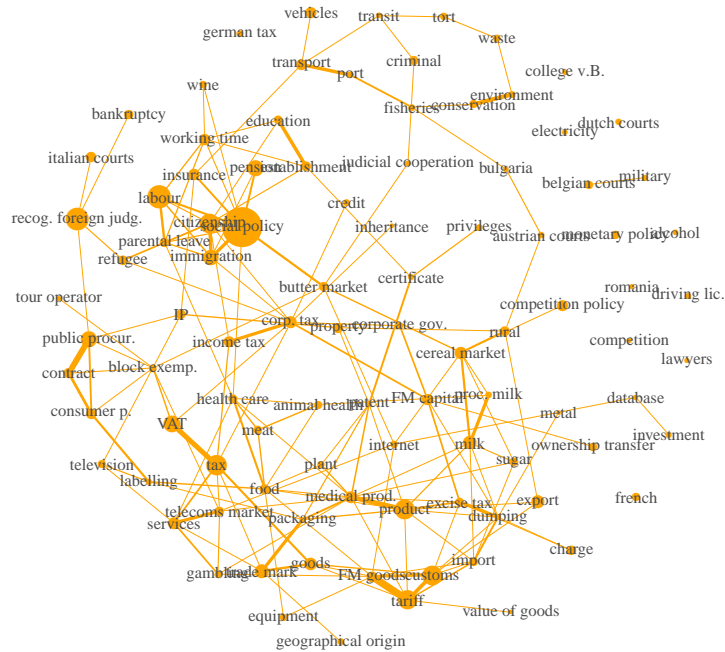 vehicles
transit
tort
german tax
waste
transport
port
criminal
college v.B.
wine
environment
conservation
fisheries
bankruptcy
education
dutch courts
electricity
working time
italian courts
judicial cooperation
bulgaria
pension
establishment
insurance
military
belgian courts
labour
credit
recog. foreign judg.
citizenship
social policy
inheritance
privileges
austrian courts
monetary policy
alcohol
parental leave
refugee
immigration
certificate
tour operator
butter market
romania
driving lic.
competition policy
IP
corp. tax
property
corporate gov.
rural
public procur.
income tax
competition
cereal market
lawyers
contract
block exemp.
health care
animal health
patent
FM capital
proc. milk
database
consumer p.
metal
VAT
meat
internet
milk
ownership transfer
investment
television
tax
plant
sugar
labelling
food
medical prod.
excise tax
export
french
telecoms market
services
packaging
product
dumping
charge
gambling
trade mark
goods
FM goods
customs
import
tariff
value of goods
equipment
geographical origin